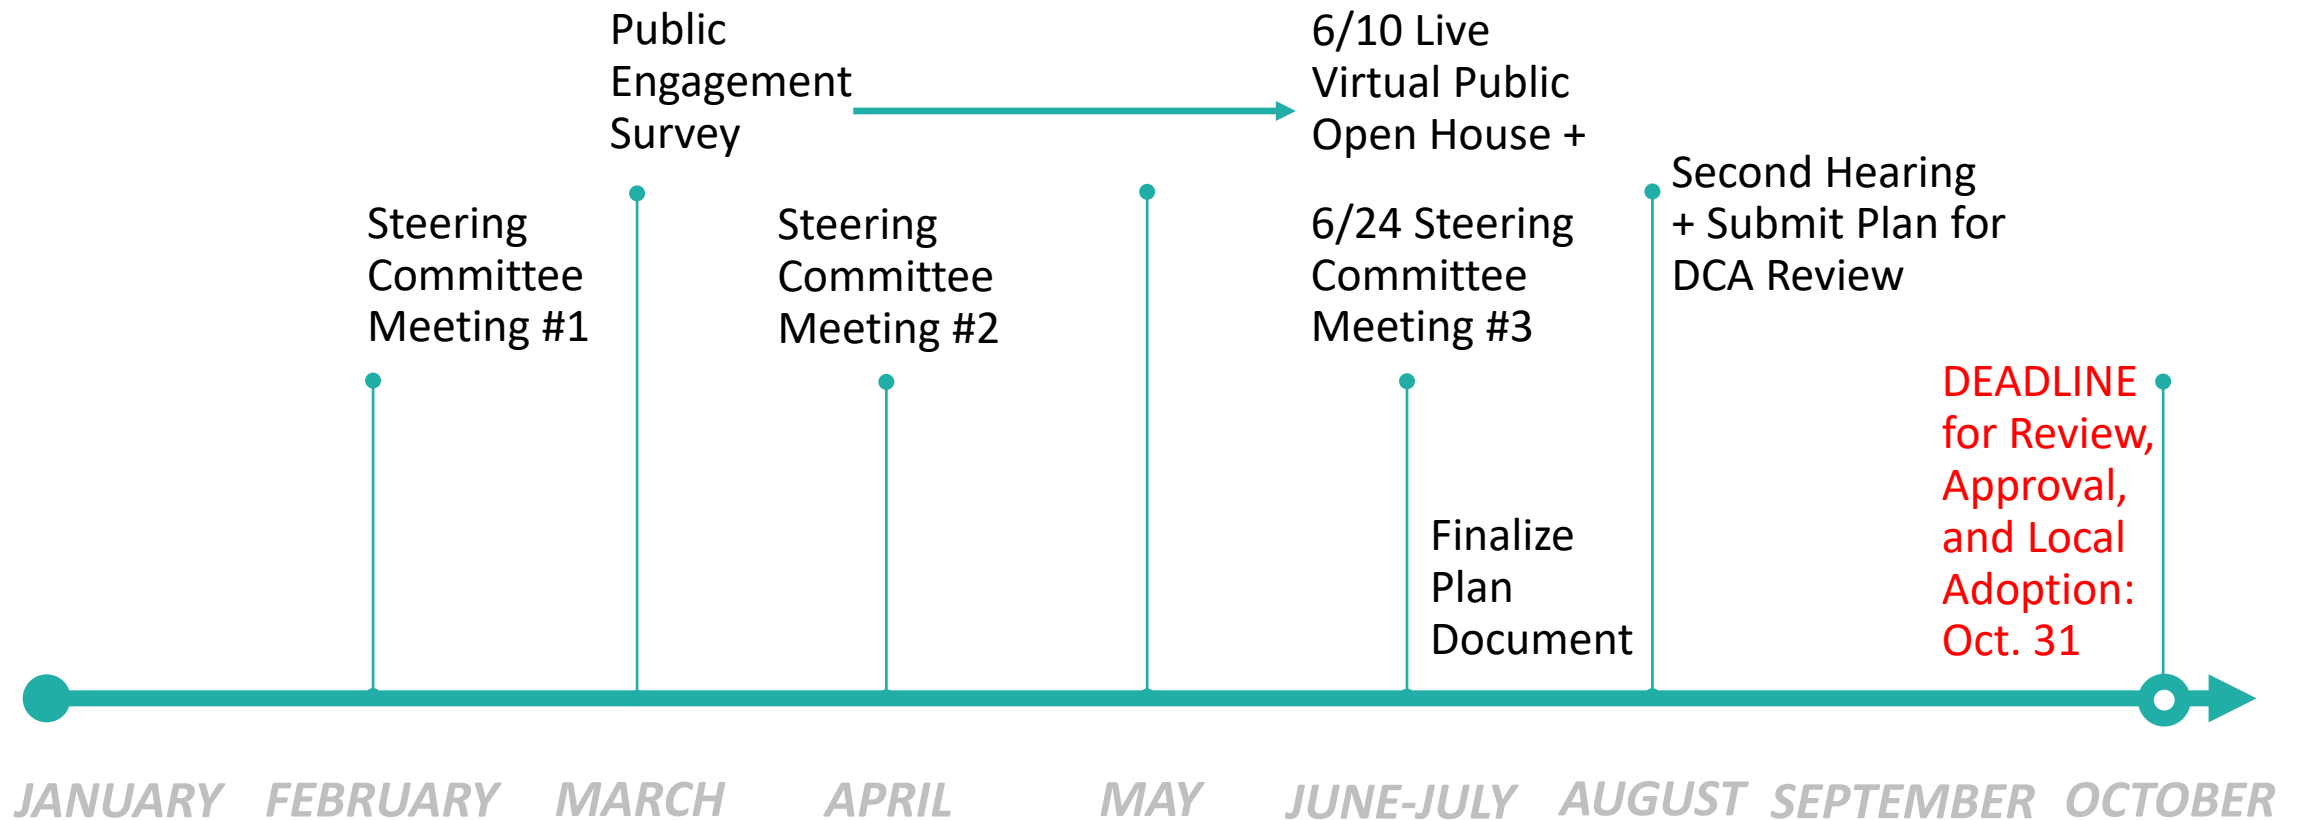 Public
Engagement
Survey
6/10 Live
Virtual Public
Open House +
Steering
Committee
Meeting #1
Steering
Committee
Meeting #2
6/24 Steering
Committee
Meeting #3
Second Hearing
+ Submit Plan for
DCA Review
Finalize
Plan
Document
DEADLINE
for Review,
Approval,
and Local
Adoption:
Oct. 31
JANUARY
FEBRUARY
MARCH
APRIL
MAY
JUNE-JULY
AUGUST
SEPTEMBER
OCTOBER